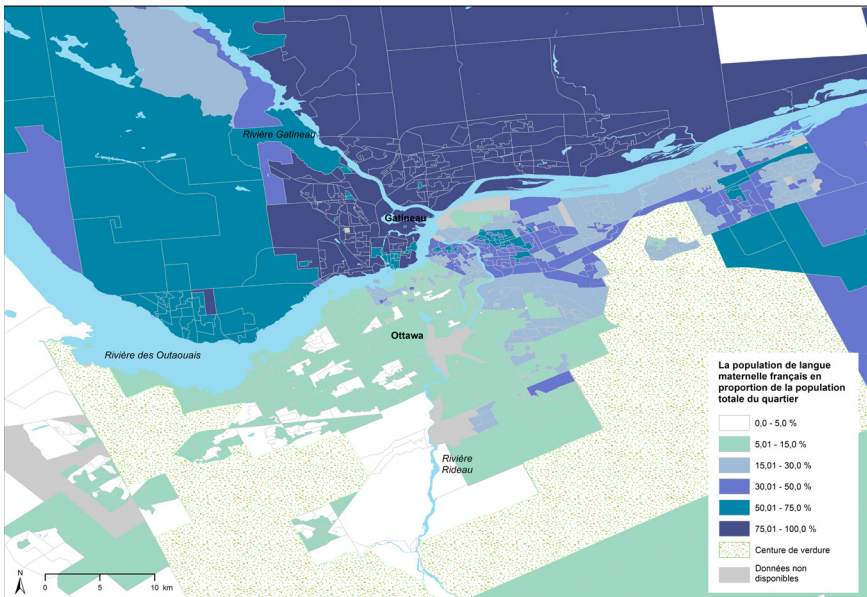 Rivière Gatineau
Gatineau
Ottawa
Rivière des Outaouais
Rivière
Rideau
La population de langue
maternelle français en
proportion de la population
totale du quartier
0,0 - 5,0 %
5,01 - 15,0 %
15,01 - 30,0 %
30,01 - 50,0 %
50,01 - 75,0 %
75,01 - 100,0 %
Centure de verdure
Données non
disponibles
N
0 5 10 km